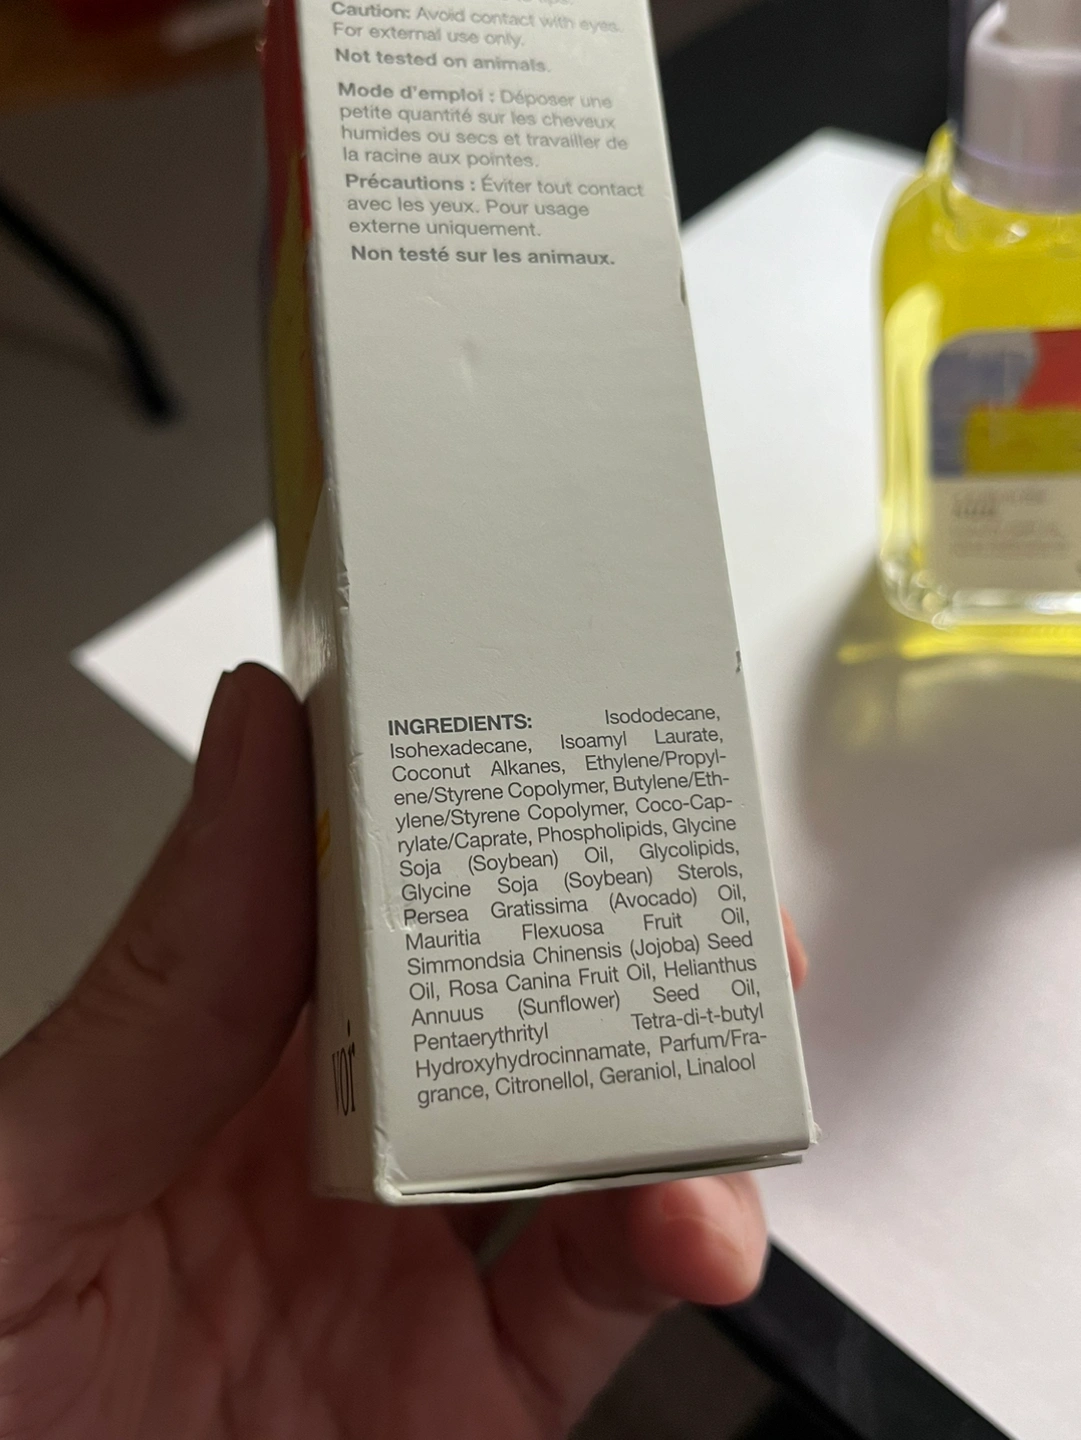 Caution: Avoid contact with eyes.
For external use only.
Not tested on animals.
Mode d'emploi : Déposer une
petite quantité sur les cheveux
humides ou secs et travailler de
la racine aux pointes.
Précautions : Éviter tout contact
avec les yeux. Pour usage
externe uniquement.
Non testé sur les animaux.
INGREDIENTS: Isododecane,
Isohexadecane, Isoamyl Laurate,
Coconut Alkanes, Ethylene/Propyl-
ene/Styrene Copolymer, Butylene/Eth-
ylene/Styrene Copolymer, Coco-Cap-
rylate/Caprate, Phospholipids, Glycine
Soja (Soybean) Oil, Glycolipids,
Glycine Soja (Soybean) Sterols,
Persea Gratissima (Avocado) Oil,
Mauritia Flexuosa Fruit Oil,
Simmondsia Chinensis (Jojoba) Seed
Oil, Rosa Canina Fruit Oil, Helianthus
Annuus (Sunflower) Seed Oil,
Pentaerythrityl Tetra-di-t-butyl
Hydroxyhydrocinnamate, Parfum/Fra-
grance, Citronellol, Geraniol, Linalool
voir